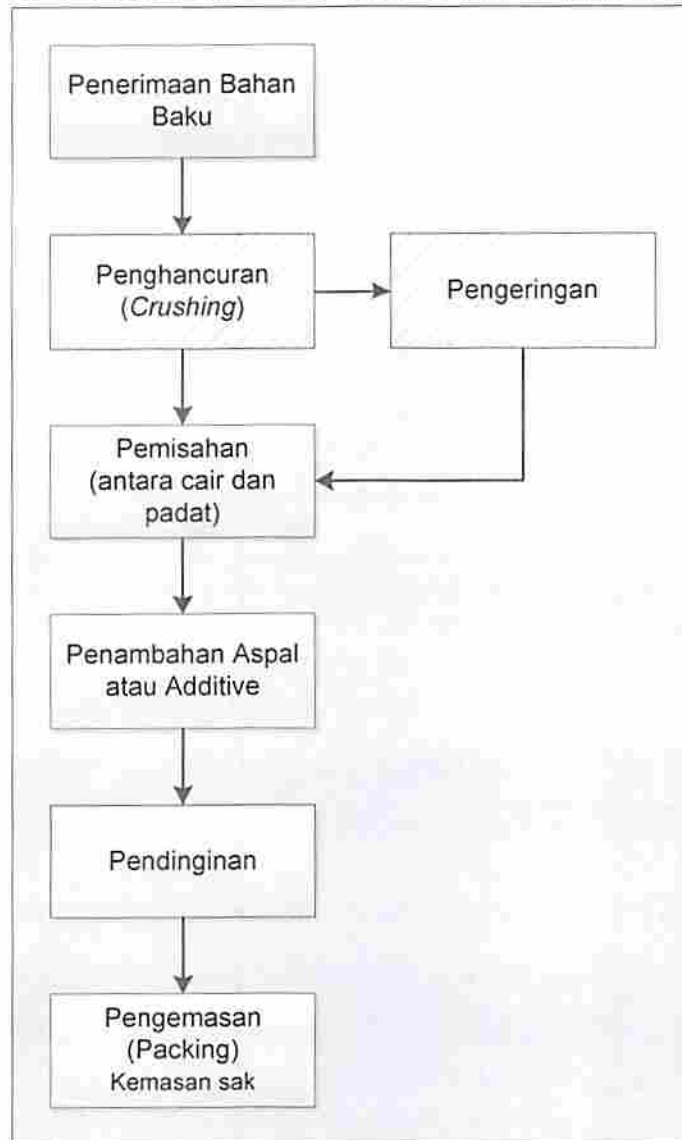 Penerimaan Bahan
Baku
Penghancuran
(Crushing)
Pengeringan
Pemisahan
(antara cair dan
padat)
Penambahan Aspal
atau Additive
Pendinginan
Pengemasan
(Packing)
Kemasan sak